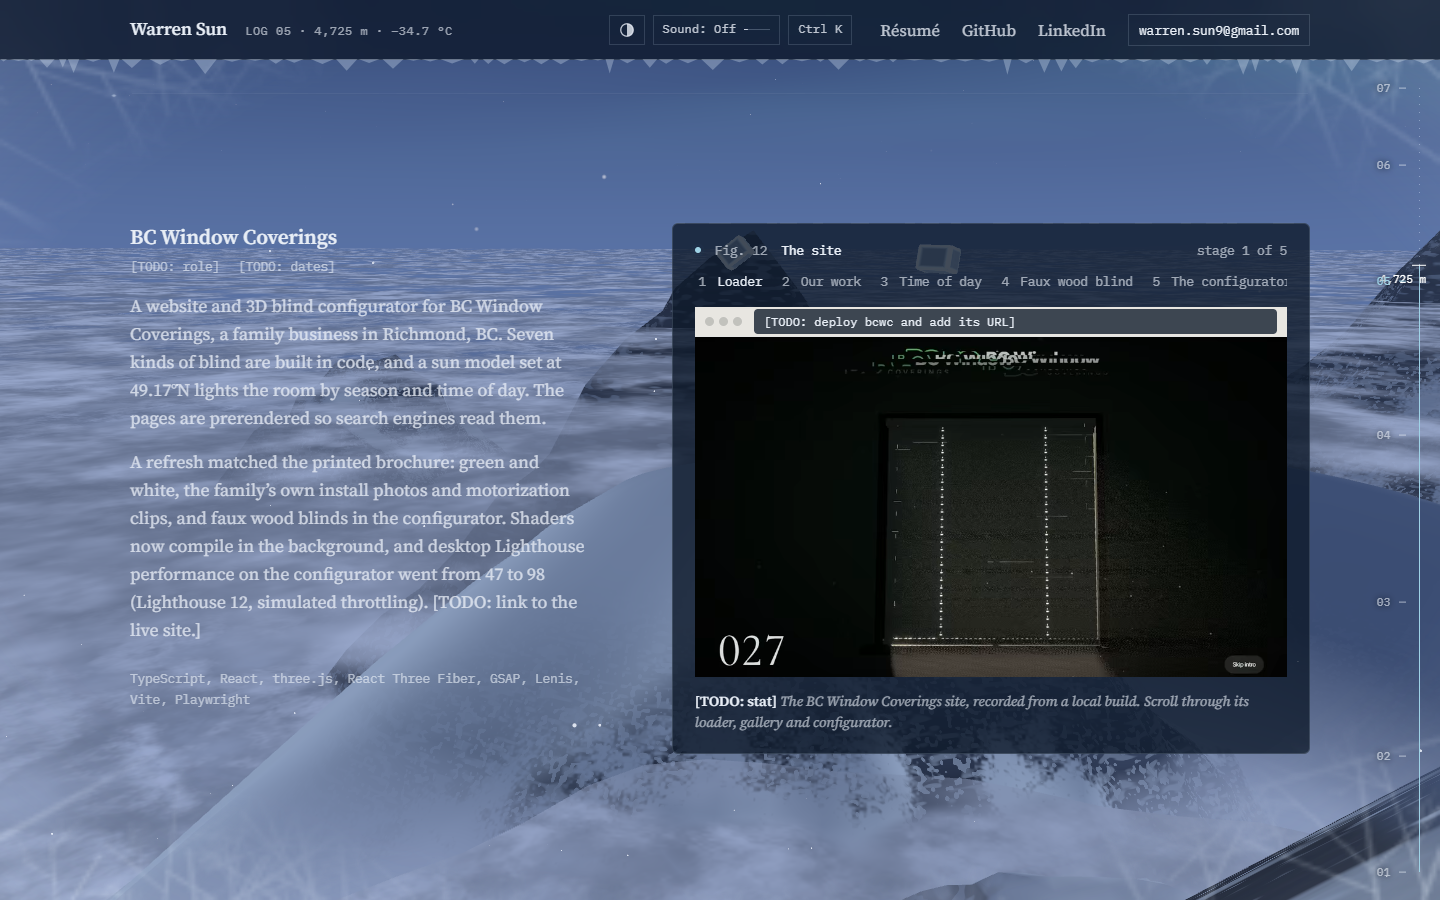 Warren Sun LOG 05 · 4,725 m · −34.7 °C Sound: Off Ctrl K Résumé GitHub LinkedIn warren.sun9@gmail.com
07
06
BC Window Coverings
[TODO: role] [TODO: dates]
A website and 3D blind configurator for BC Window
Coverings, a family business in Richmond, BC. Seven
kinds of blind are built in code, and a sun model set at
49.17°N lights the room by season and time of day. The
pages are prerendered so search engines read them.
A refresh matched the printed brochure: green and
white, the family’s own install photos and motorization
clips, and faux wood blinds in the configurator. Shaders
now compile in the background, and desktop Lighthouse
performance on the configurator went from 47 to 98
(Lighthouse 12, simulated throttling). [TODO: link to the
live site.]
TypeScript, React, three.js, React Three Fiber, GSAP, Lenis,
Vite, Playwright
Fig. 12 The site stage 1 of 5
1 Loader 2 Our work 3 Time of day 4 Faux wood blind 5 The configurator
[TODO: deploy bcwc and add its URL]
027
Skip intro
[TODO: stat] The BC Window Coverings site, recorded from a local build. Scroll through its
loader, gallery and configurator.
4,725 m
04
03
02
01